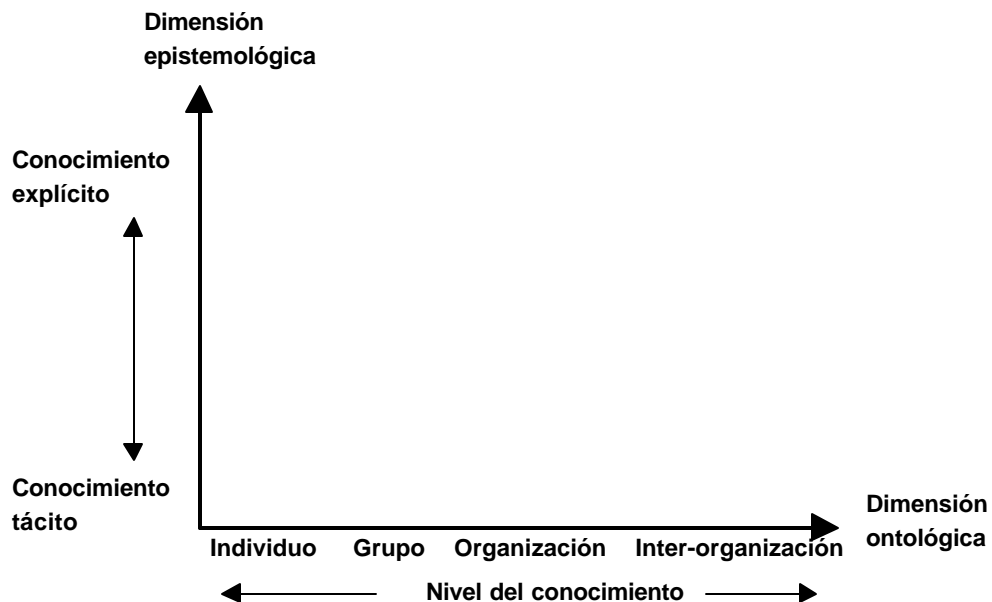 Dimensión
epistemológica
Conocimiento
explícito
Conocimiento
tácito
Dimensión
ontológica
Individuo Grupo Organización Inter-organización
Nivel del conocimiento